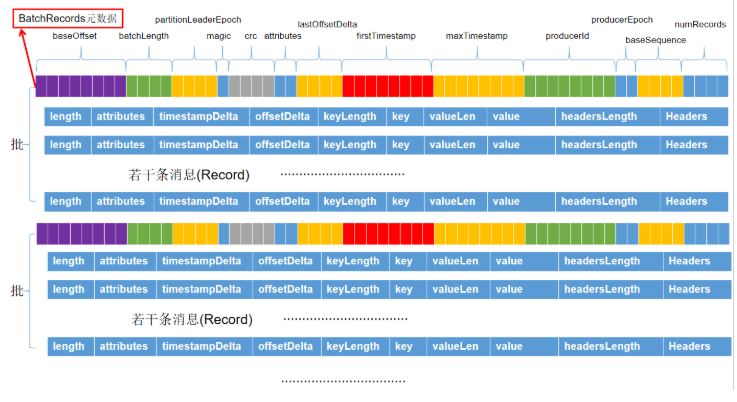 BatchRecords元数据
baseOffset batchLength partitionLeaderEpoch magic crc attributes lastOffsetDelta firstTimestamp maxTimestamp producerId producerEpoch baseSequence numRecords
批
length attributes timestampDelta offsetDelta keyLength key valueLen value headersLength Headers
length attributes timestampDelta offsetDelta keyLength key valueLen value headersLength Headers
若干条消息(Record) ..................................
length attributes timestampDelta offsetDelta keyLength key valueLen value headersLength Headers
批
length attributes timestampDelta offsetDelta keyLength key valueLen value headersLength Headers
length attributes timestampDelta offsetDelta keyLength key valueLen value headersLength Headers
若干条消息(Record) ..................................
length attributes timestampDelta offsetDelta keyLength key valueLen value headersLength Headers
..................................